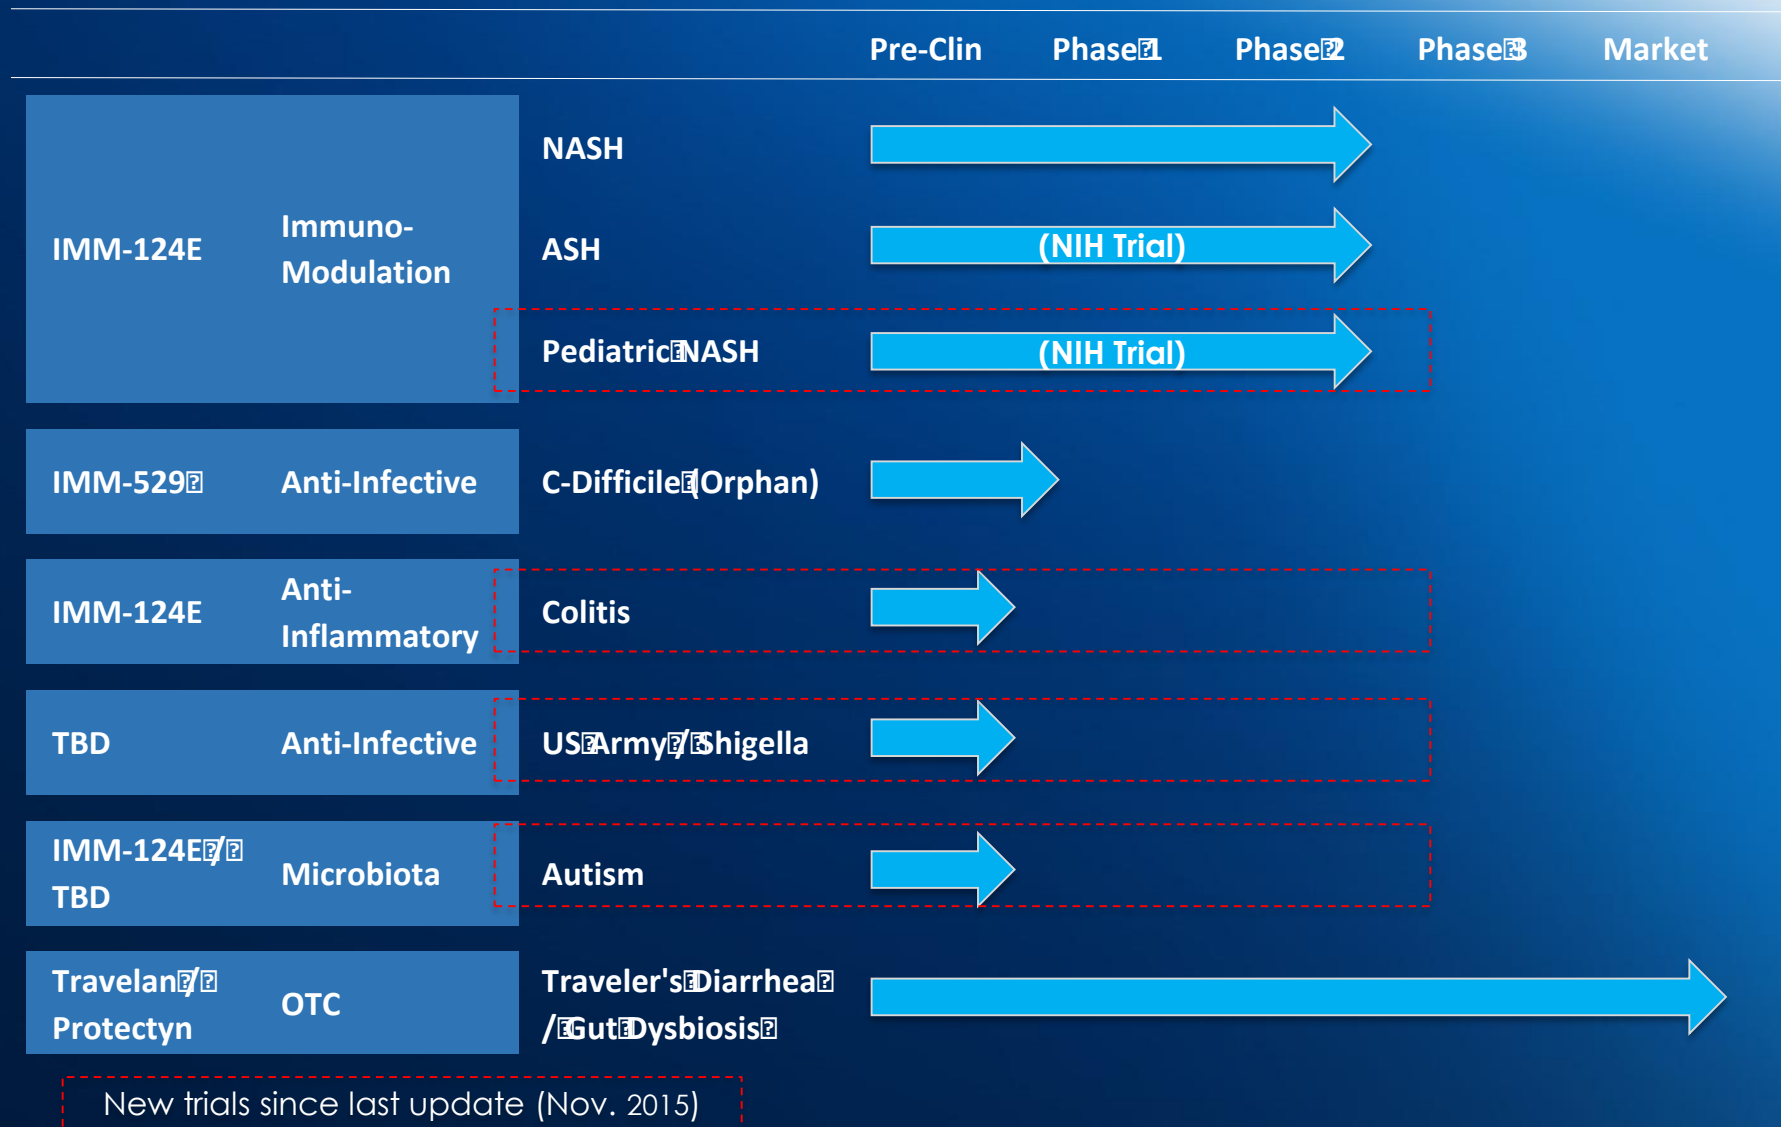 Pre-Clin Phase 1 Phase 2 Phase 3 Market
IMM-124E
Immuno-
Modulation
NASH
ASH
(NIH Trial)
Pediatric NASH
(NIH Trial)
IMM-529
Anti-Infective
C-Difficile (Orphan)
IMM-124E
Anti-
Inflammatory
Colitis
TBD
Anti-Infective
US Army / Shigella
IMM-124E /
TBD
Microbiota
Autism
Travelan /
Protectyn
OTC
Traveler's Diarrhea
/ Gut Dysbiosis
New trials since last update (Nov. 2015)